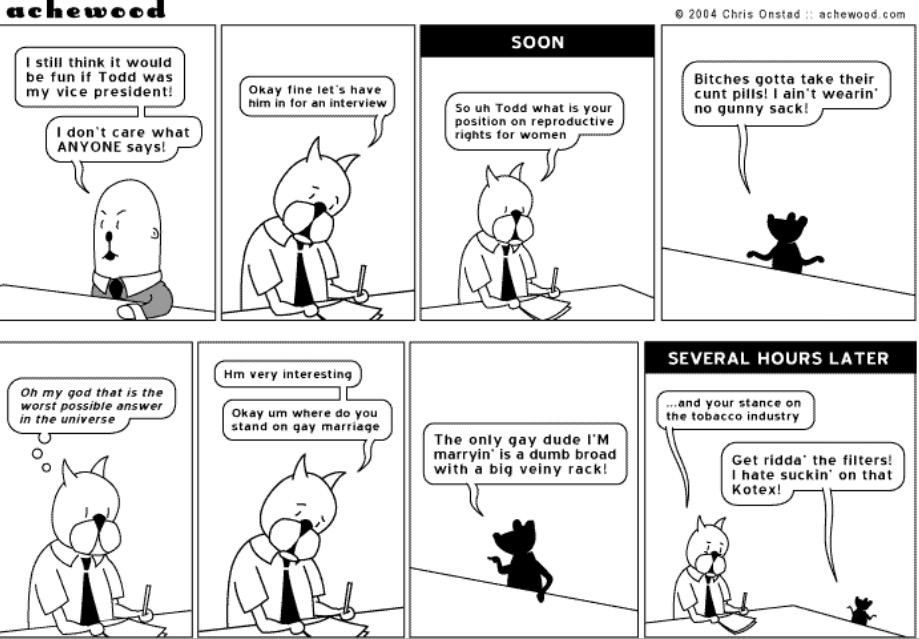 achewood
© 2004 Chris Onstad :: achewood.com
I still think it would
be fun if Todd was
my vice president!
I don't care what
ANYONE says!
Okay fine let's have
him in for an interview
SOON
So uh Todd what is your
position on reproductive
rights for women
Bitches gotta take their
cunt pills! I ain't wearin'
no gunny sack!
Oh my god that is the
worst possible answer
in the universe
Hm very interesting
Okay um where do you
stand on gay marriage
The only gay dude I'M
marryin' is a dumb broad
with a big veiny rack!
SEVERAL HOURS LATER
...and your stance on
the tobacco industry
Get ridda' the filters!
I hate suckin' on that
Kotex!